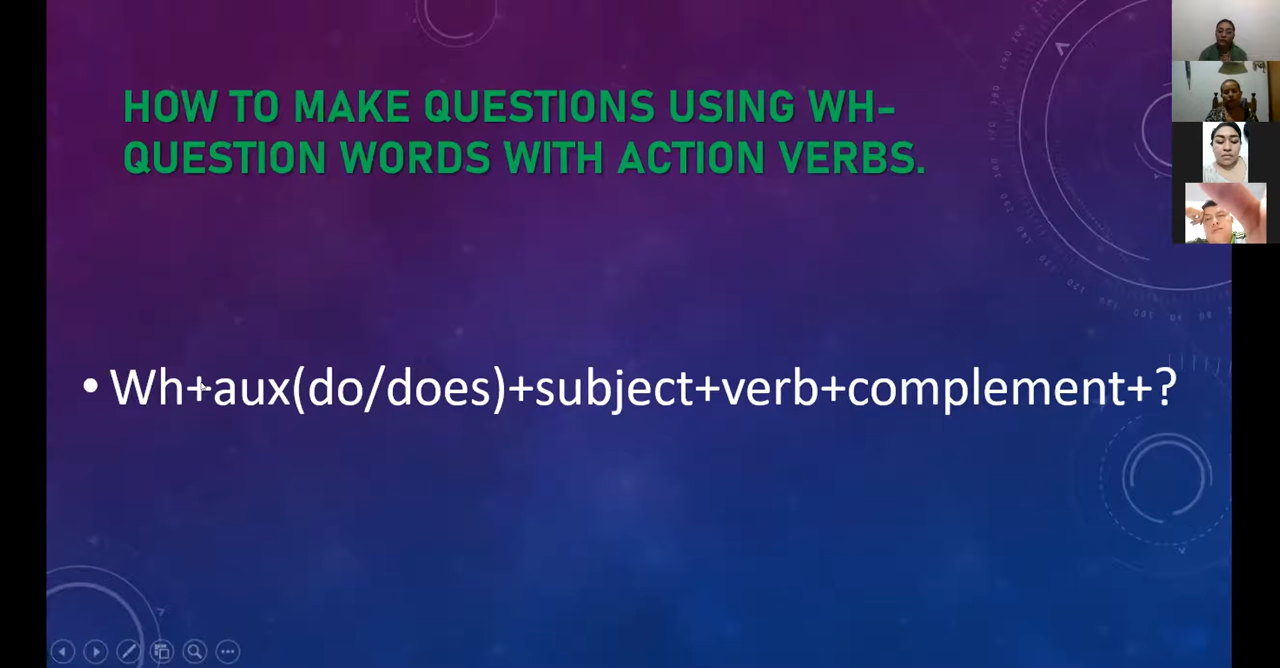 HOW TO MAKE QUESTIONS USING WH-
QUESTION WORDS WITH ACTION VERBS.
• Wh+aux(do/does)+subject+verb+complement+?